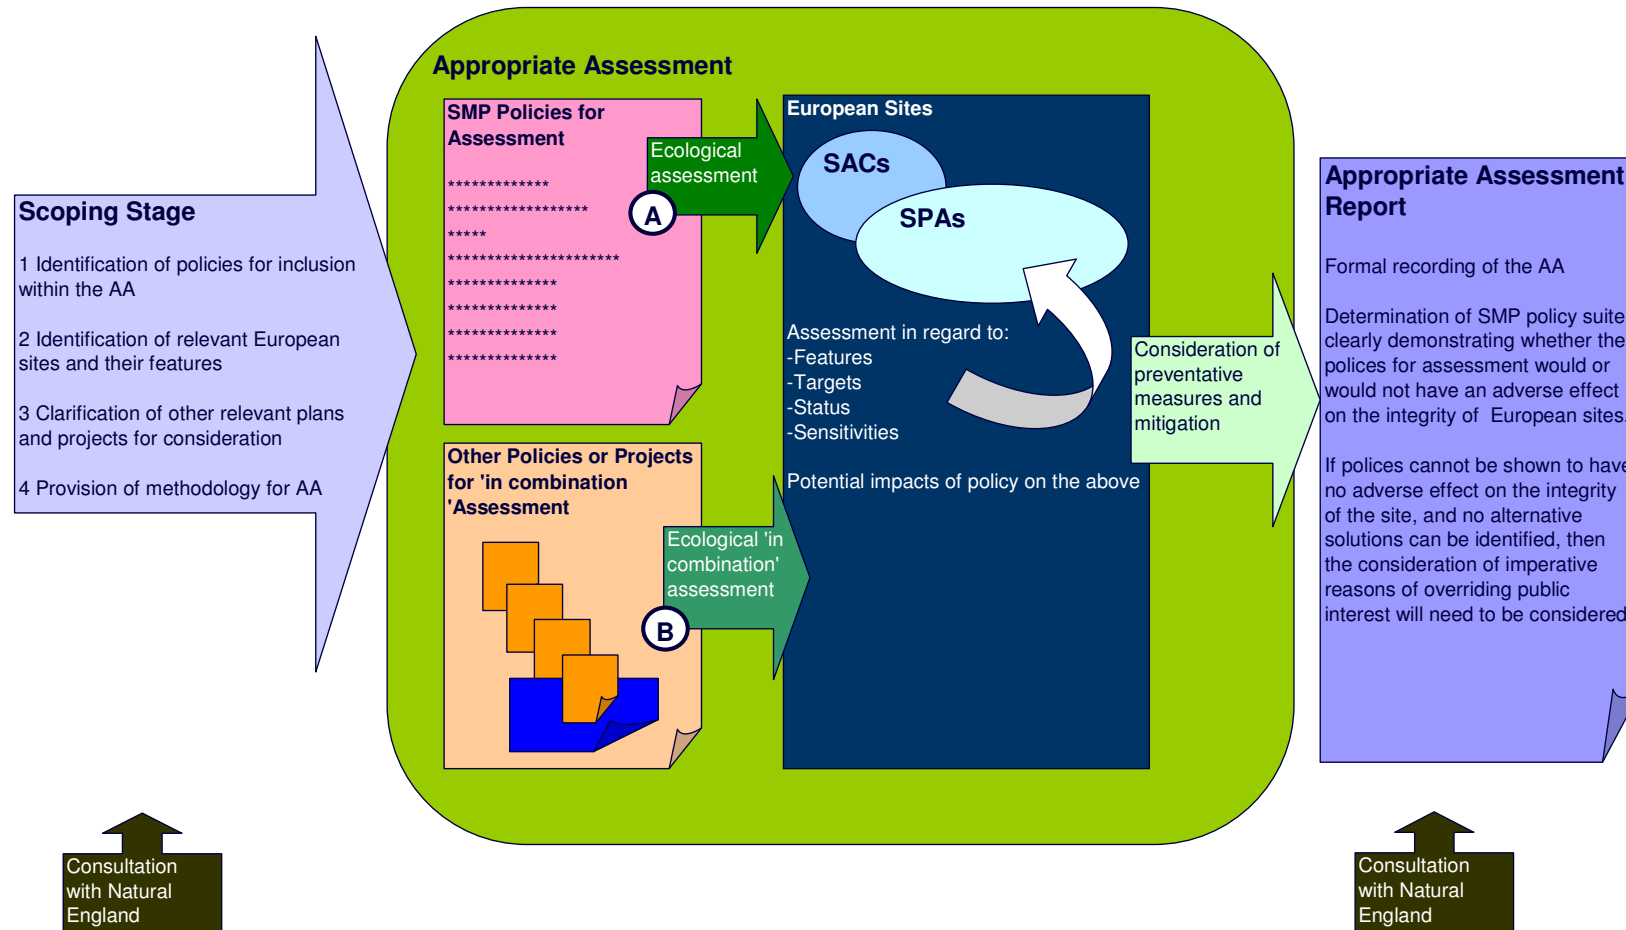 Appropriate Assessment
Scoping Stage
1 Identification of policies for inclusion
within the AA
2 Identification of relevant European
sites and their features
3 Clarification of other relevant plans
and projects for consideration
4 Provision of methodology for AA
SMP Policies for
Assessment
*************
******************
*****
**********************
**************
**************
**************
**************
A
Ecological
assessment
Other Policies or Projects
for 'in combination
'Assessment
B
Ecological 'in
combination'
assessment
European Sites
SACs
SPAs
Assessment in regard to:
-Features
-Targets
-Status
-Sensitivities
Potential impacts of policy on the above
Consideration of
preventative
measures and
mitigation
Appropriate Assessment
Report
Formal recording of the AA
Determination of SMP policy suite
clearly demonstrating whether the
polices for assessment would or
would not have an adverse effect
on the integrity of European sites.
If polices cannot be shown to have
no adverse effect on the integrity
of the site, and no alternative
solutions can be identified, then
the consideration of imperative
reasons of overriding public
interest will need to be considered
Consultation
with Natural
England
Consultation
with Natural
England